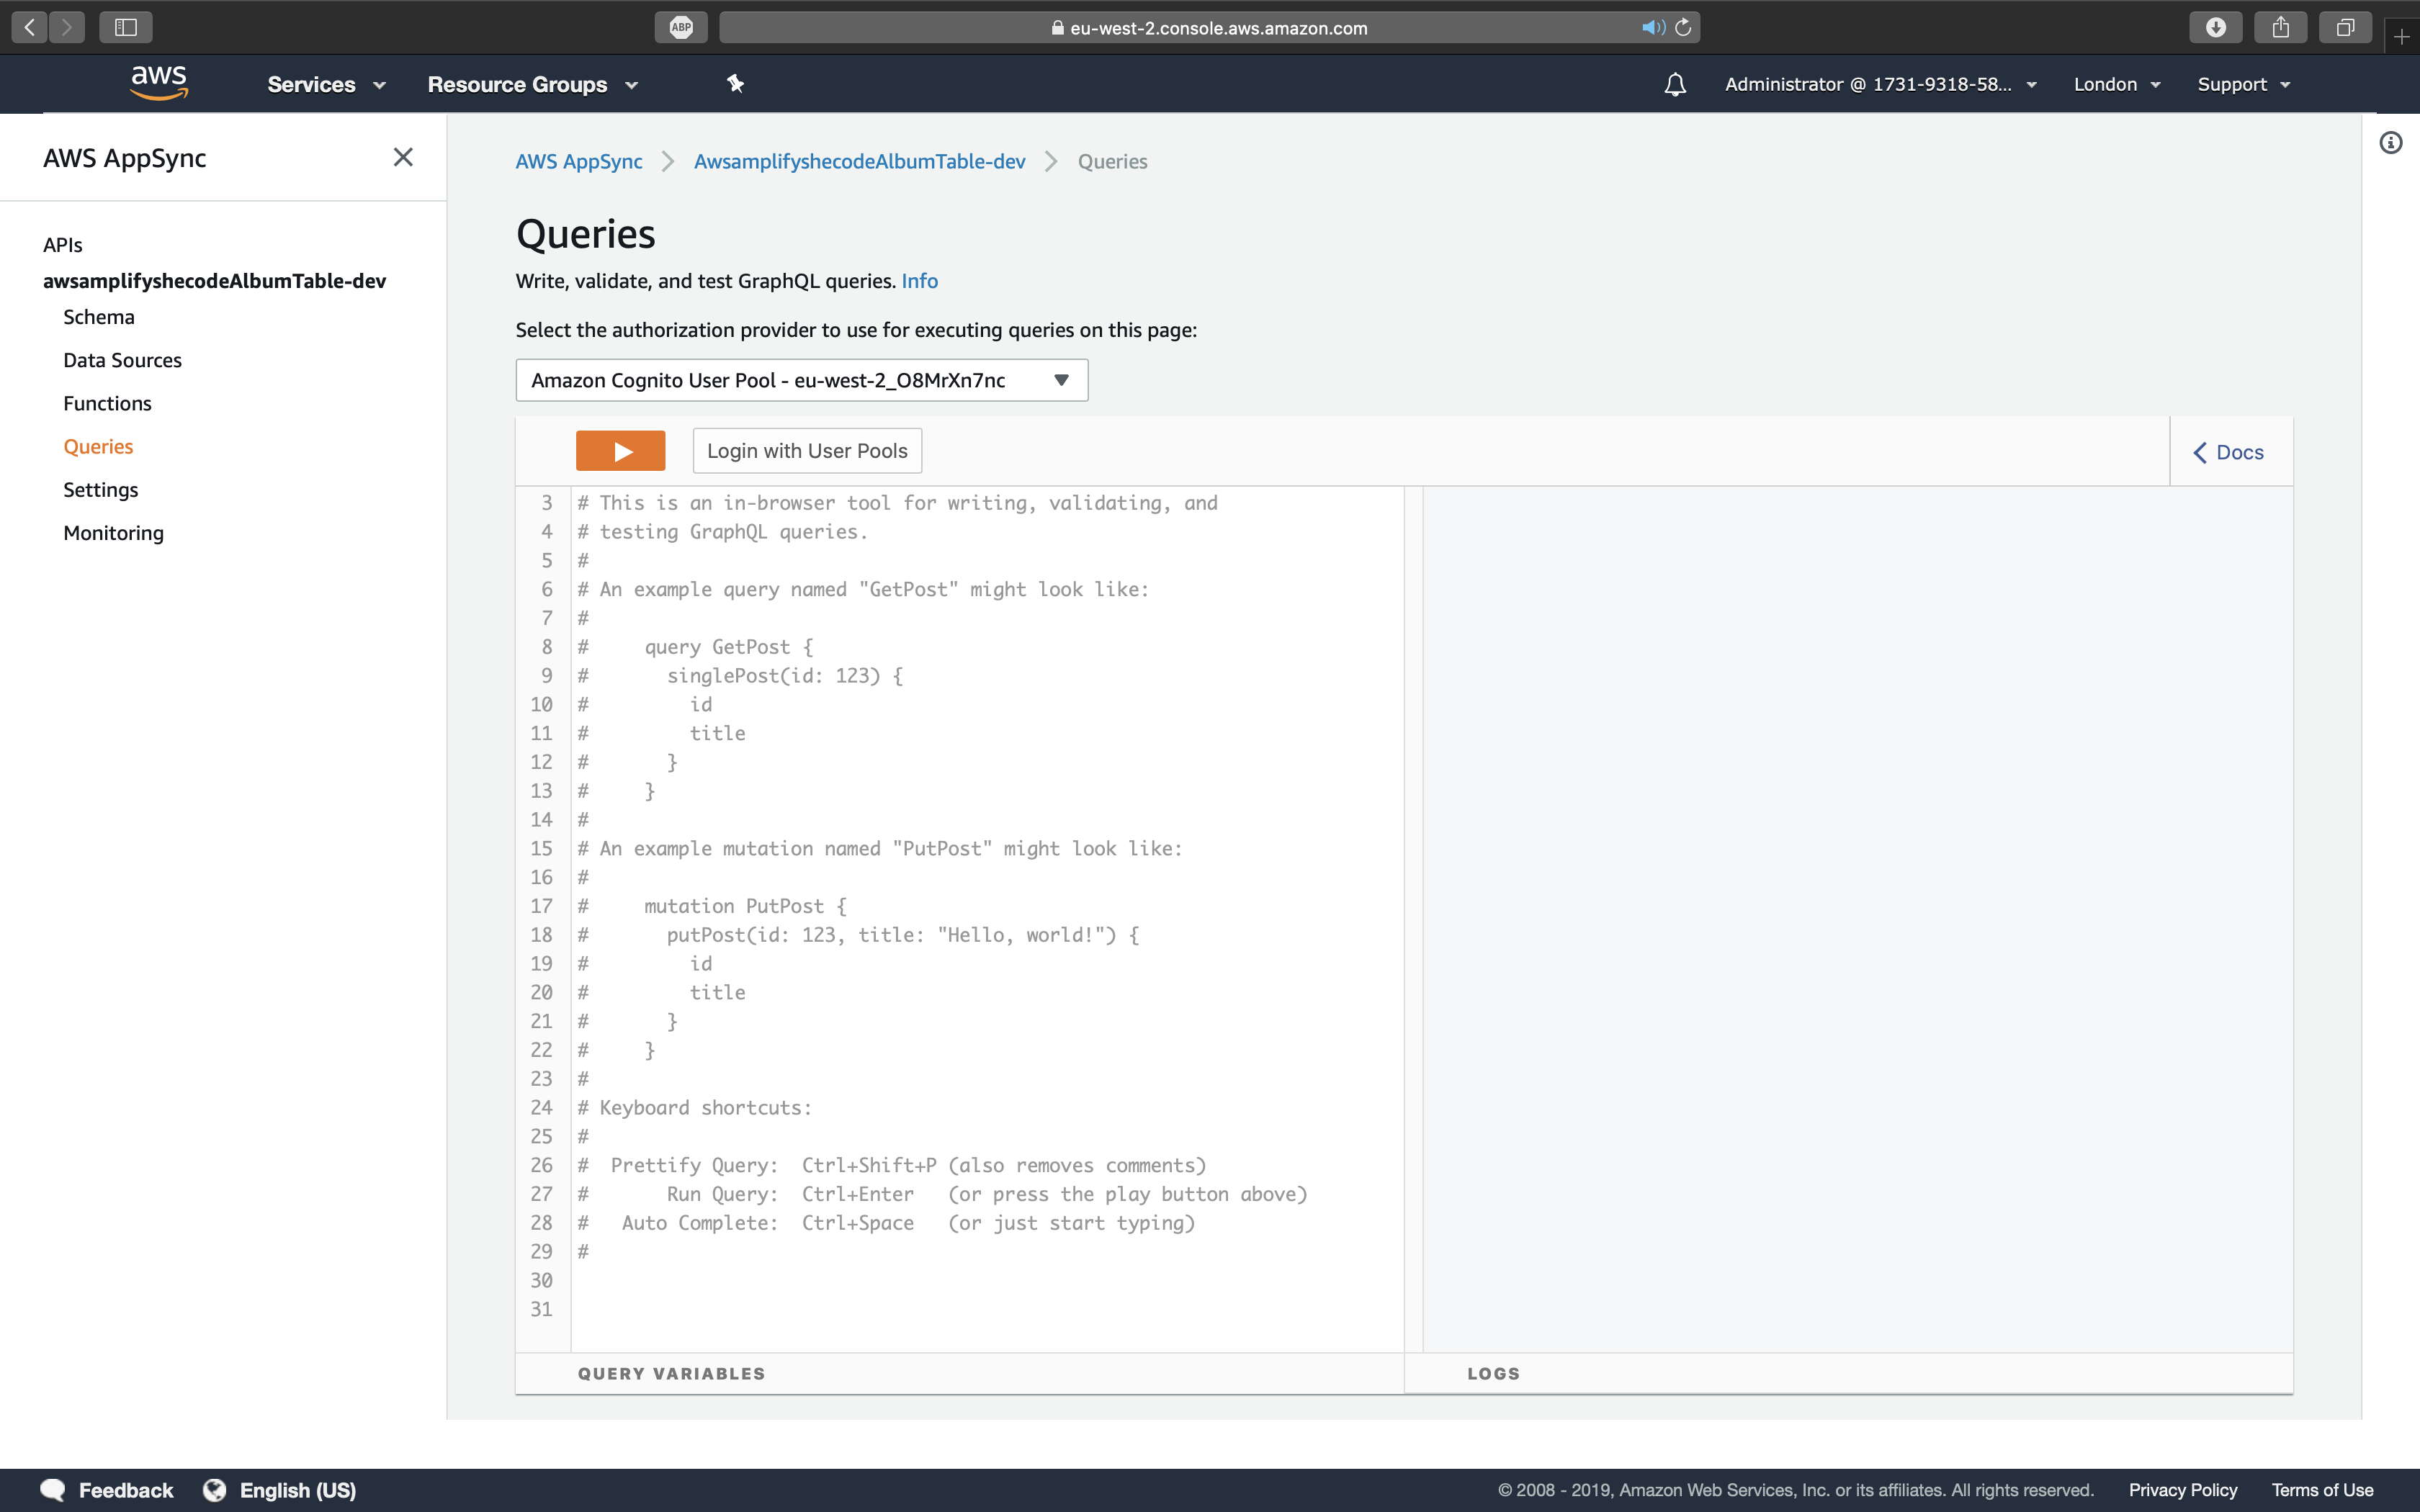 ABP
eu-west-2.console.aws.amazon.com
aws
Services
Resource Groups
Administrator @ 1731-9318-58...
London
Support
AWS AppSync
APIs
awsamplifyshecodeAlbumTable-dev
Schema
Data Sources
Functions
Queries
Settings
Monitoring
AWS AppSync
AwsamplifyshecodeAlbumTable-dev
Queries
Queries
Write, validate, and test GraphQL queries. Info
Select the authorization provider to use for executing queries on this page:
Amazon Cognito User Pool - eu-west-2_O8MrXn7nc
Login with User Pools
Docs
3 # This is an in-browser tool for writing, validating, and
4 # testing GraphQL queries.
5 #
6 # An example query named "GetPost" might look like:
7 #
8 #     query GetPost {
9 #       singlePost(id: 123) {
10 #         id
11 #         title
12 #       }
13 #     }
14 #
15 # An example mutation named "PutPost" might look like:
16 #
17 #     mutation PutPost {
18 #       putPost(id: 123, title: "Hello, world!") {
19 #         id
20 #         title
21 #       }
22 #     }
23 #
24 # Keyboard shortcuts:
25 #
26 #  Prettify Query:  Ctrl+Shift+P (also removes comments)
27 #       Run Query:  Ctrl+Enter   (or press the play button above)
28 #   Auto Complete:  Ctrl+Space   (or just start typing)
29 #
30
31
QUERY VARIABLES
LOGS
Feedback
English (US)
© 2008 - 2019, Amazon Web Services, Inc. or its affiliates. All rights reserved.
Privacy Policy
Terms of Use